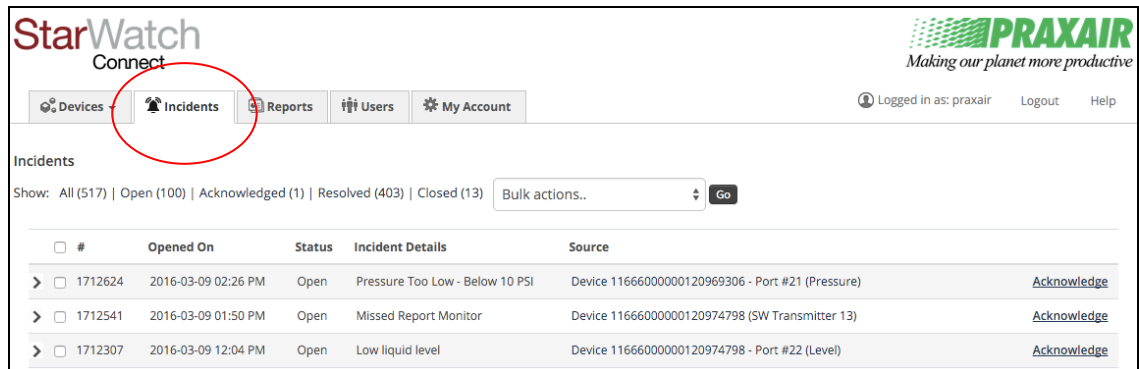 StarWatch
Connect
PRAXAIR
Making our planet more productive
Devices Incidents Reports Users My Account Logged in as: praxair Logout Help
Incidents
Show: All (517) | Open (100) | Acknowledged (1) | Resolved (403) | Closed (13) Bulk actions.. Go
# Opened On Status Incident Details Source
1712624 2016-03-09 02:26 PM Open Pressure Too Low - Below 10 PSI Device 11666000000120969306 - Port #21 (Pressure) Acknowledge
1712541 2016-03-09 01:50 PM Open Missed Report Monitor Device 11666000000120974798 (SW Transmitter 13) Acknowledge
1712307 2016-03-09 12:04 PM Open Low liquid level Device 11666000000120974798 - Port #22 (Level) Acknowledge